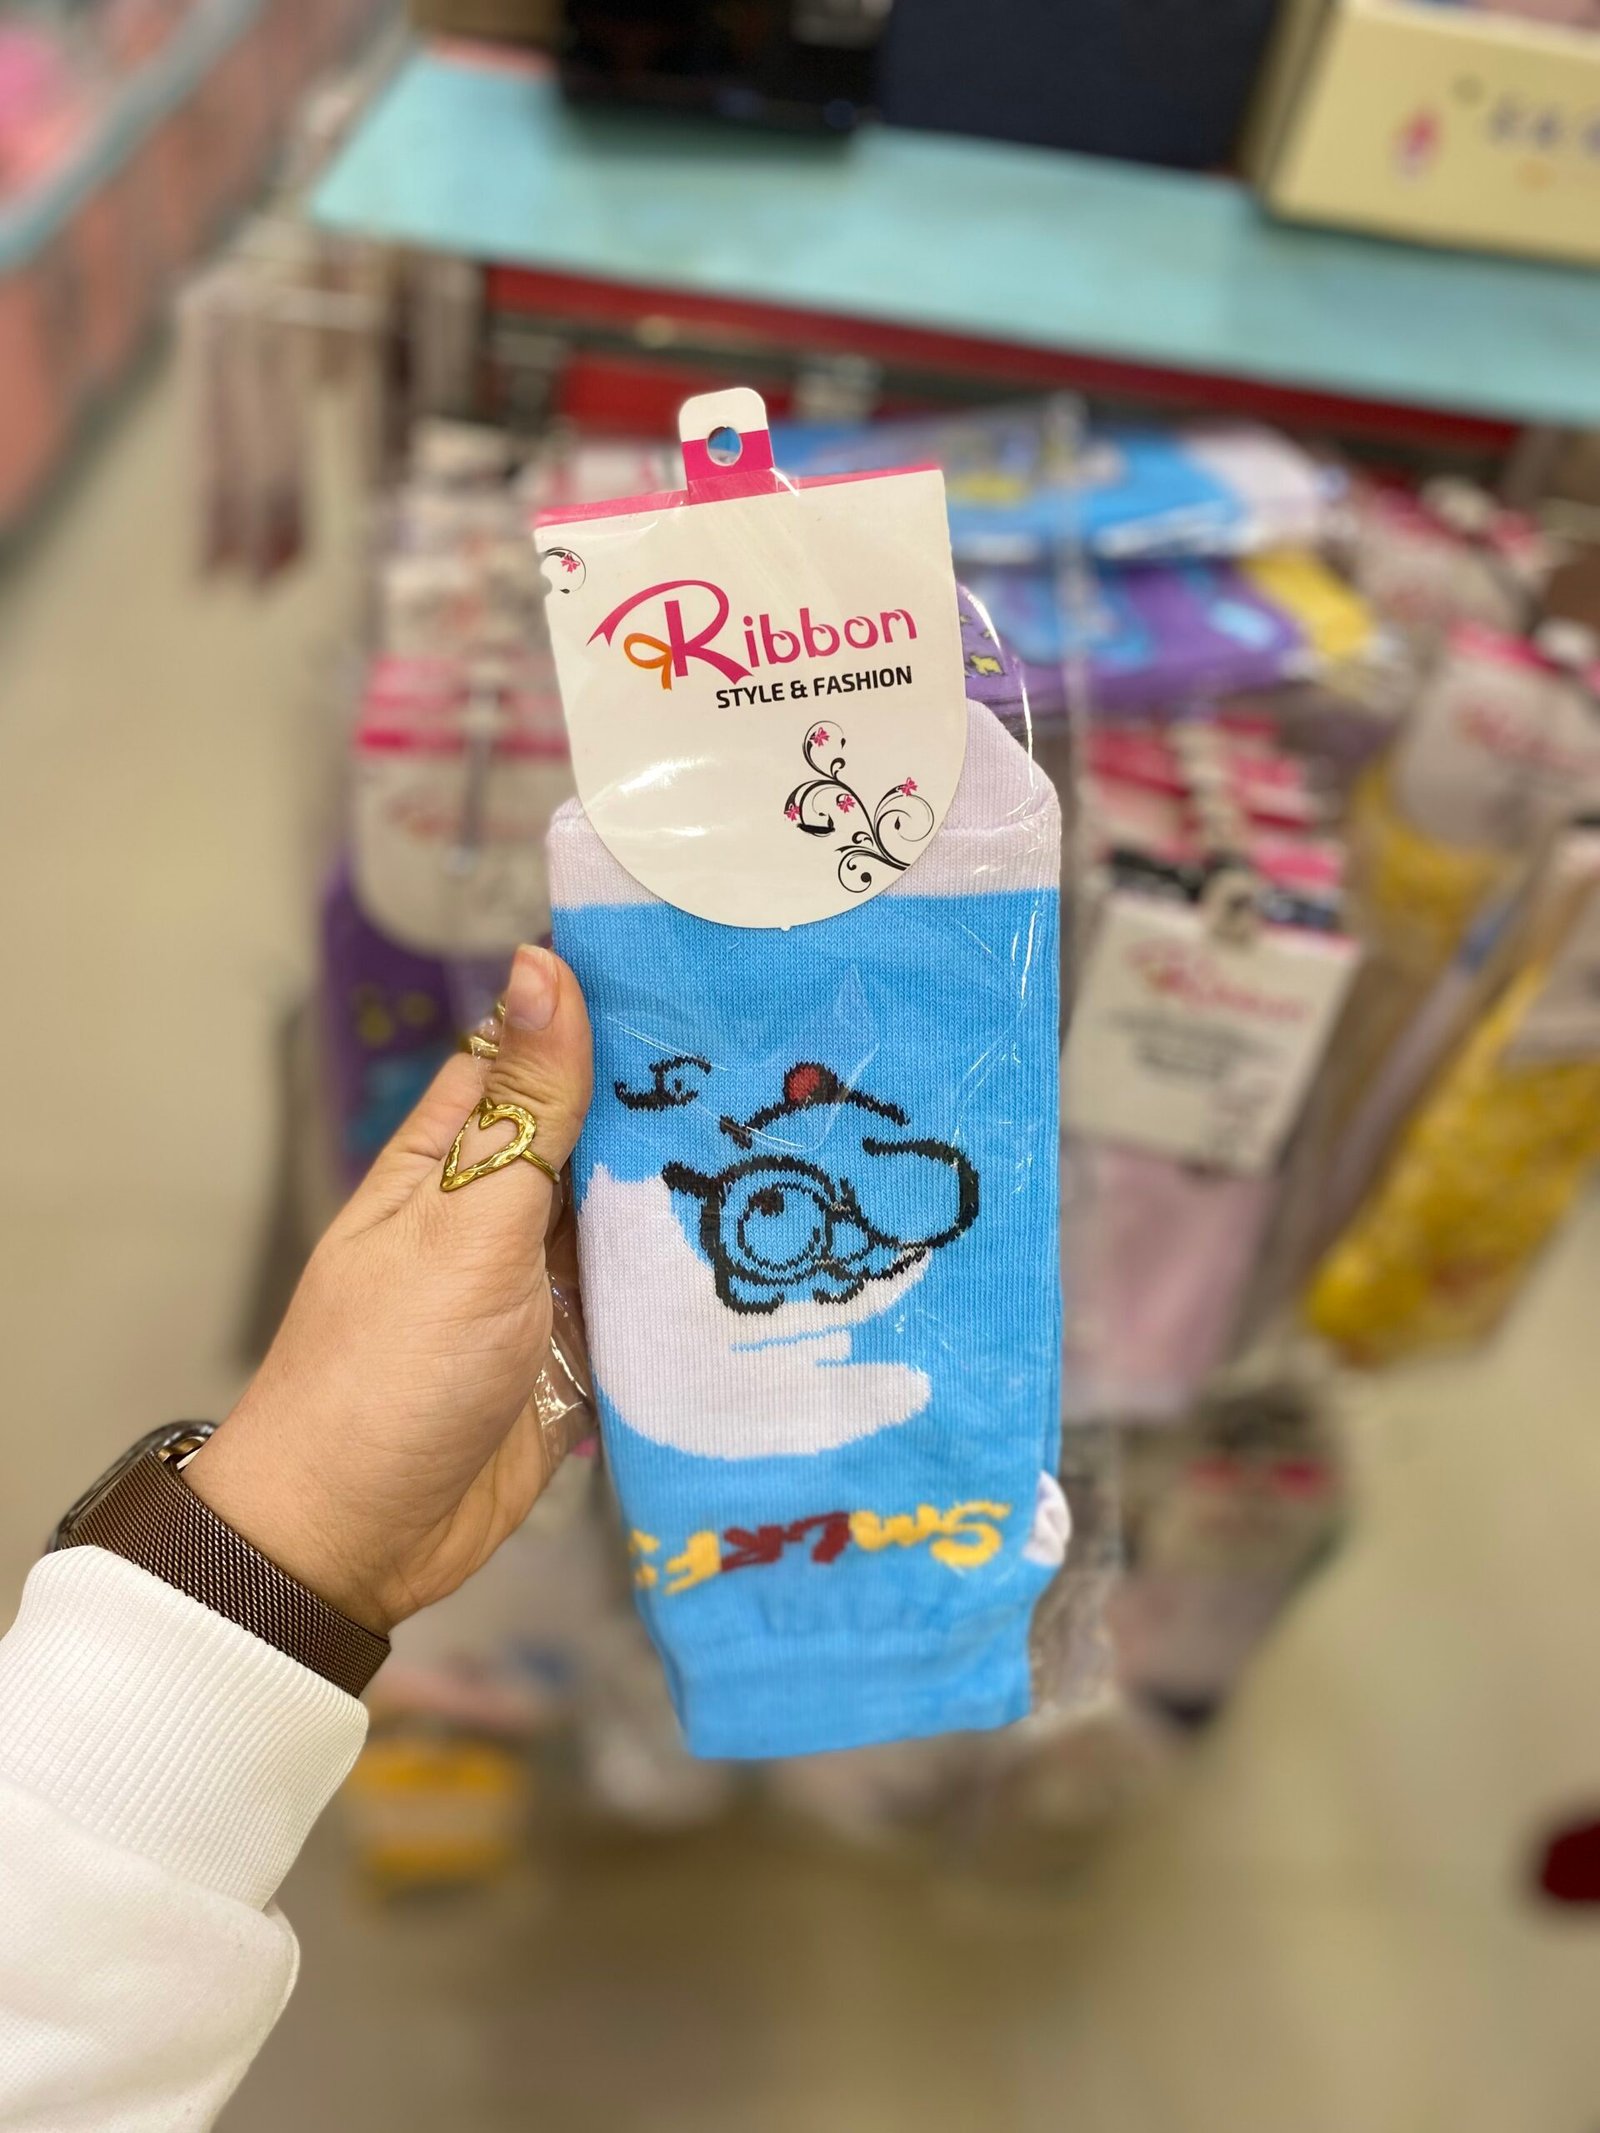 Ribbon
STYLE & FASHION
SmURFS